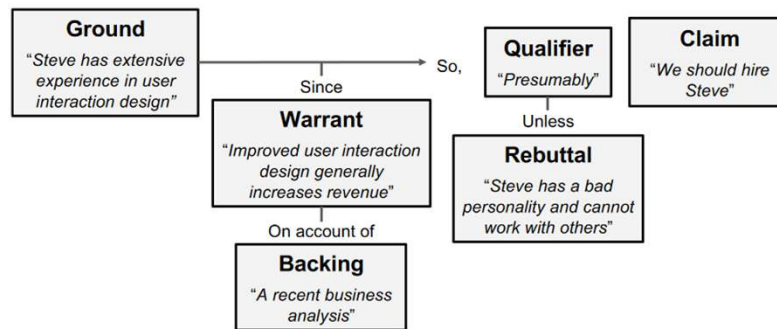 Ground
“Steve has extensive
experience in user
interaction design”
Since
So,
Qualifier
“Presumably”
Claim
“We should hire
Steve”
Unless
Warrant
“Improved user interaction
design generally
increases revenue”
Rebuttal
“Steve has a bad
personality and cannot
work with others”
On account of
Backing
“A recent business
analysis”